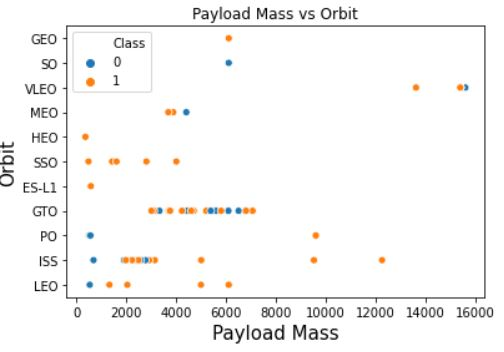 Payload Mass vs Orbit
Class
0
1
GEO
SO
VLEO
MEO
HEO
SSO
ES-L1
GTO
PO
ISS
LEO
Orbit
0 2000 4000 6000 8000 10000 12000 14000 16000
Payload Mass